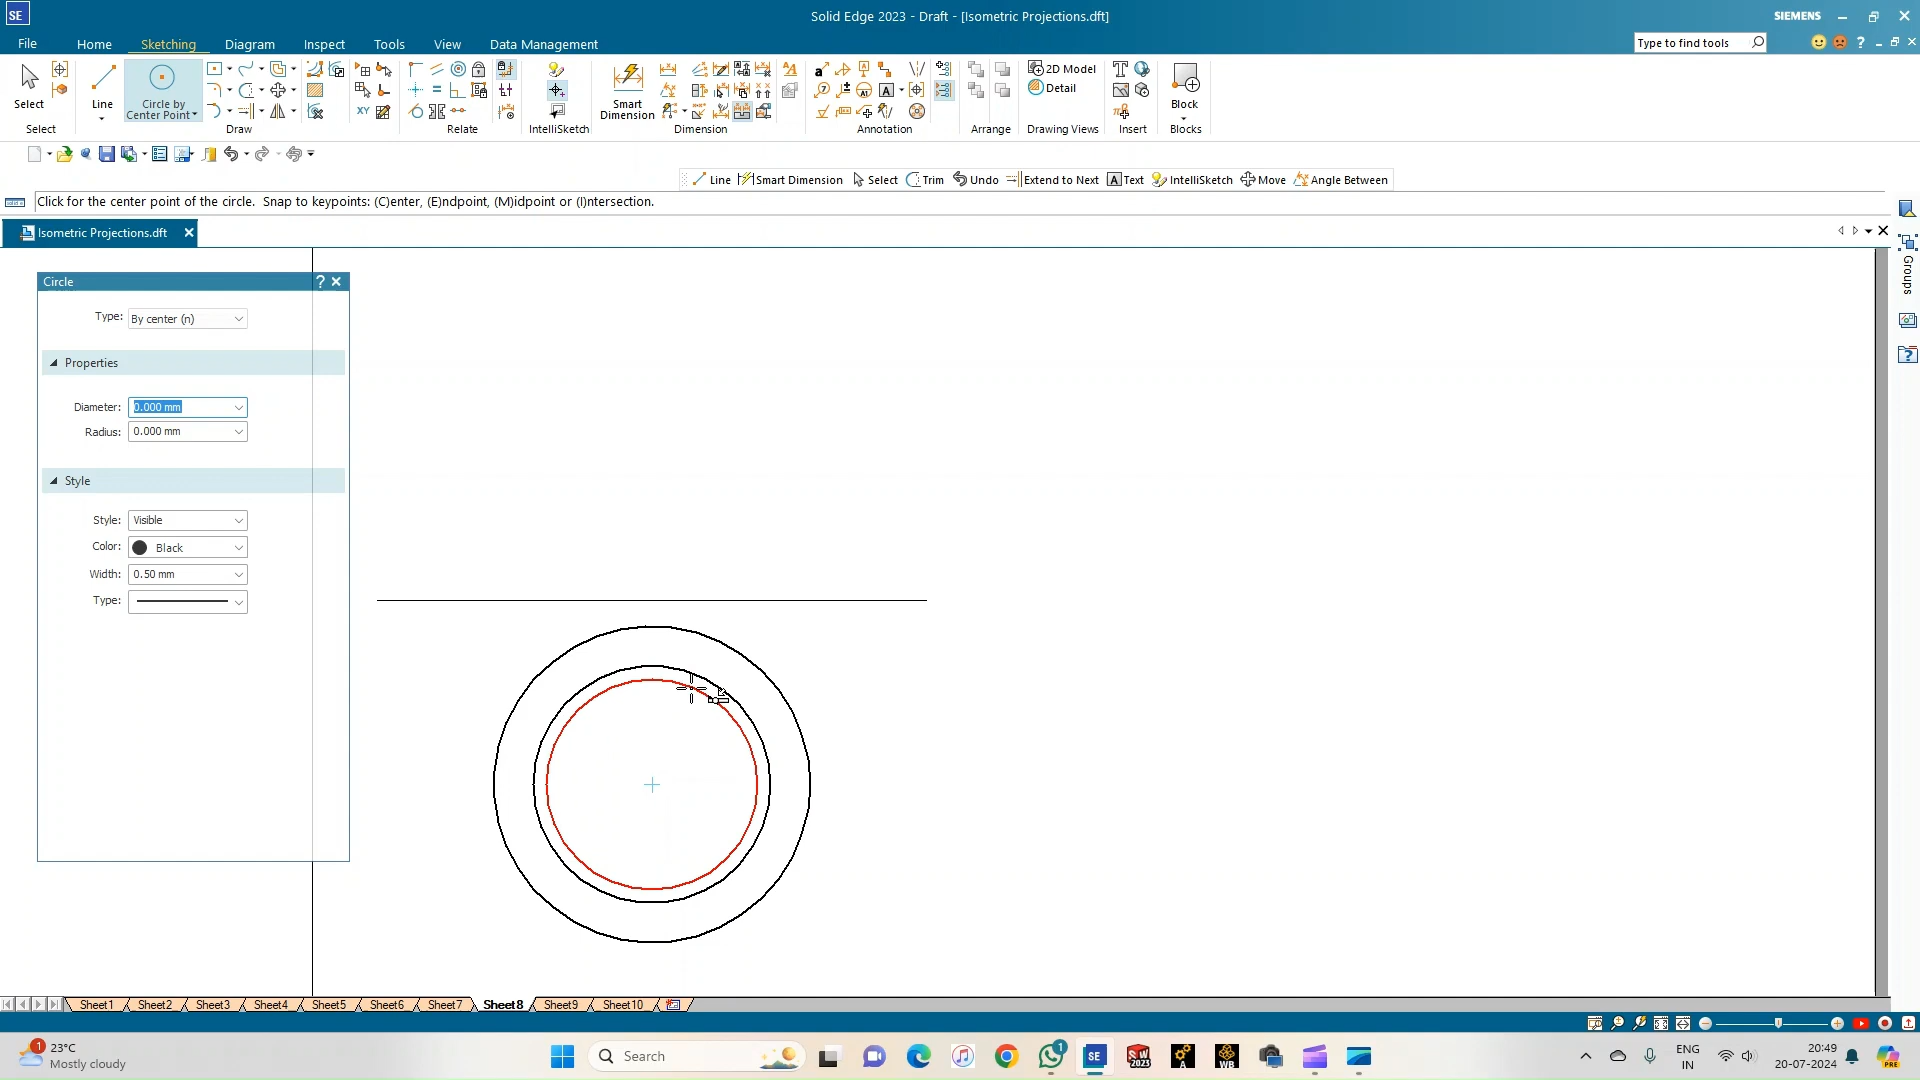 SE
Solid Edge 2023 - Draft - [Isometric Projections.dft]
SIEMENS
File
Home
Sketching
Diagram
Inspect
Tools
View
Data Management
Type to find tools
Select
Line
Circle by
Center Point
Smart
Dimension
2D Model
Detail
Block
Select
Draw
Relate
IntelliSketch
Dimension
Annotation
Arrange
Drawing Views
Insert
Blocks
Line
Smart Dimension
Select
Trim
Undo
Extend to Next
Text
IntelliSketch
Move
Angle Between
Click for the center point of the circle. Snap to keypoints: (C)enter, (E)ndpoint, (M)idpoint or (I)ntersection.
Isometric Projections.dft
Groups
Circle
Type: By center (n)
Properties
Diameter: 0.000 mm
Radius: 0.000 mm
Style
Style: Visible
Color: Black
Width: 0.50 mm
Type:
Sheet1
Sheet2
Sheet3
Sheet4
Sheet5
Sheet6
Sheet7
Sheet8
Sheet9
Sheet10
1
23°C
Mostly cloudy
Search
1
SE
ENG
IN
20:49
20-07-2024